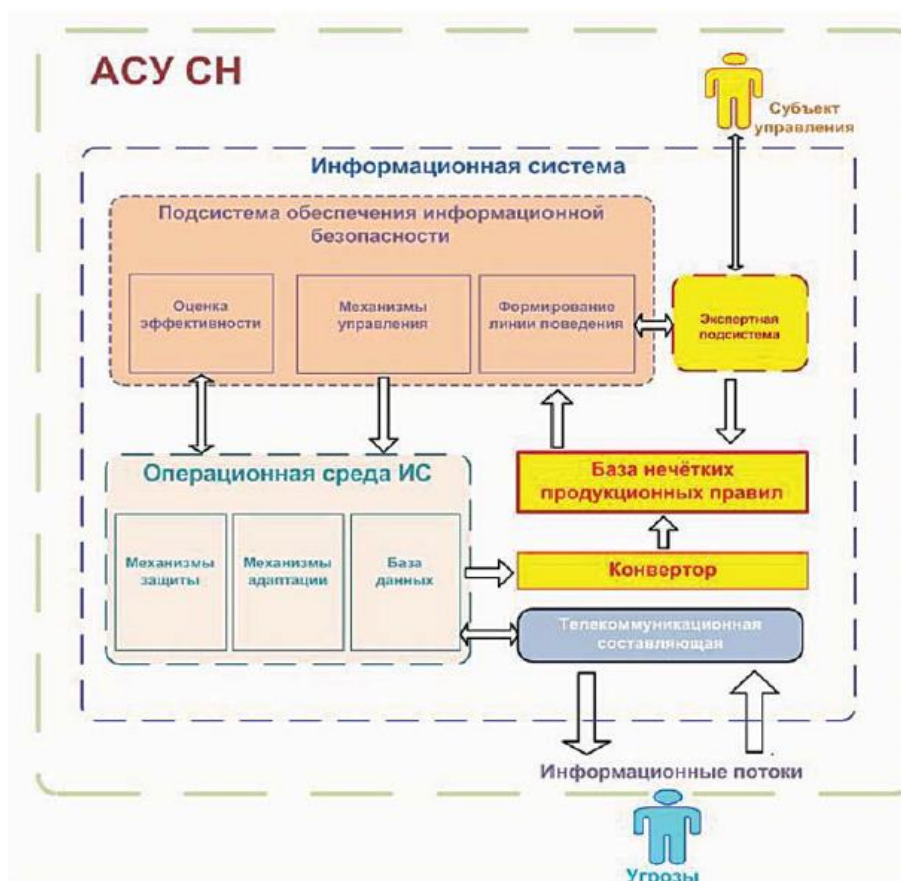 АСУ СН
Субъект
управления
Информационная система
Подсистема обеспечения информационной
безопасности
Оценка
эффективности
Механизмы
управления
Формирование
линии поведения
Экспертная
подсистема
Операционная среда ИС
База нечётких
продукционных правил
Механизмы
защиты
Механизмы
адаптации
База
данных
Конвертор
Телекоммуникационная
составляющая
Информационные потоки
Угрозы